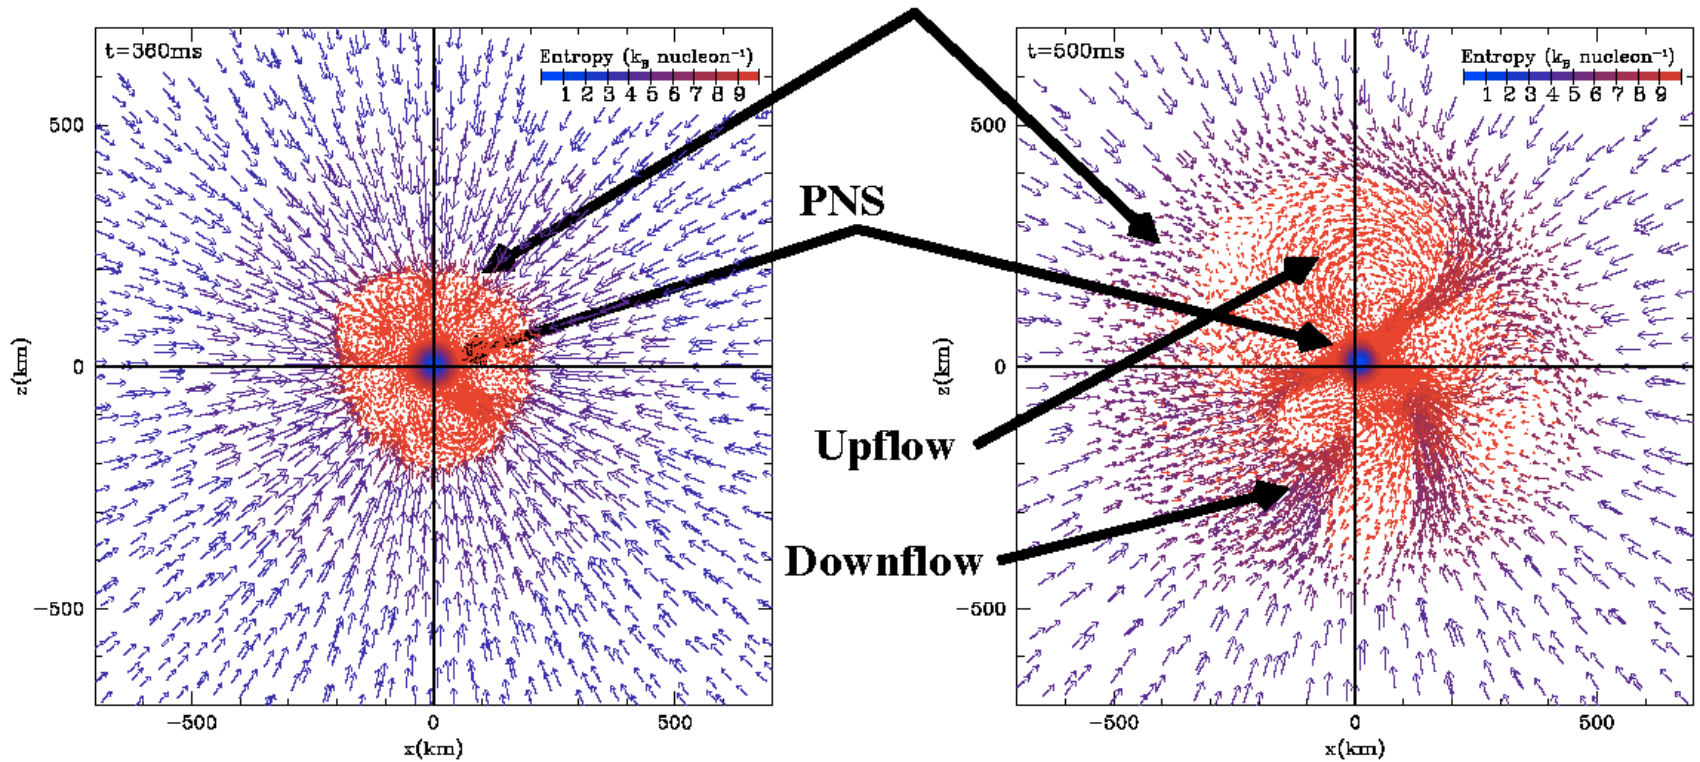 t=360ms
Entropy (k_B nucleon⁻¹)
1 2 3 4 5 6 7 8 9
500
0
−500
z(km)
−500 0 500
x(km)
PNS
Upflow
Downflow
t=500ms
Entropy (k_B nucleon⁻¹)
1 2 3 4 5 6 7 8 9
500
0
−500
z(km)
−500 0 500
x(km)